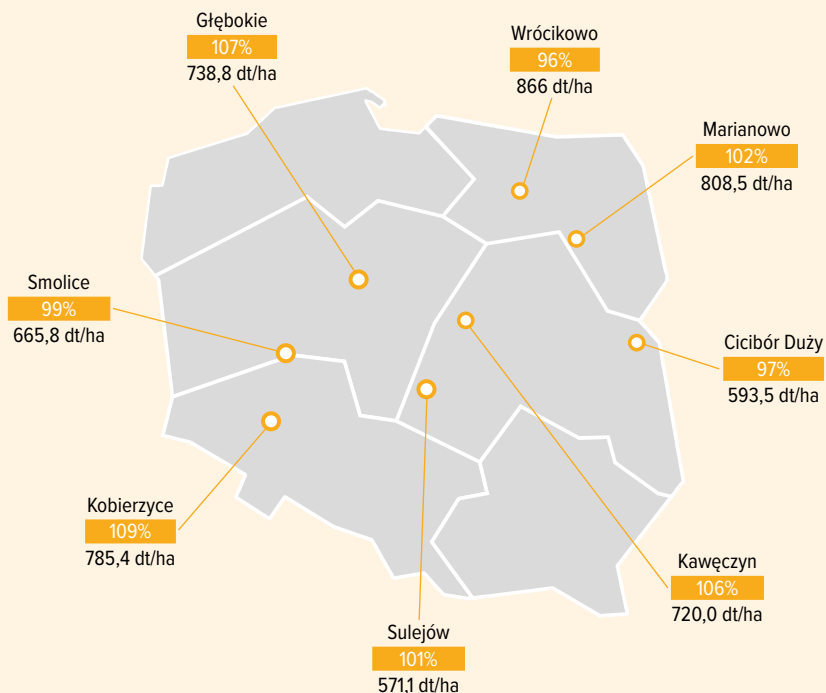 Głębokie
107%
738,8 dt/ha
Wrócikowo
96%
866 dt/ha
Marianowo
102%
808,5 dt/ha
Smolice
99%
665,8 dt/ha
Cicibór Duży
97%
593,5 dt/ha
Kobierzyce
109%
785,4 dt/ha
Kawęczyn
106%
720,0 dt/ha
Sulejów
101%
571,1 dt/ha